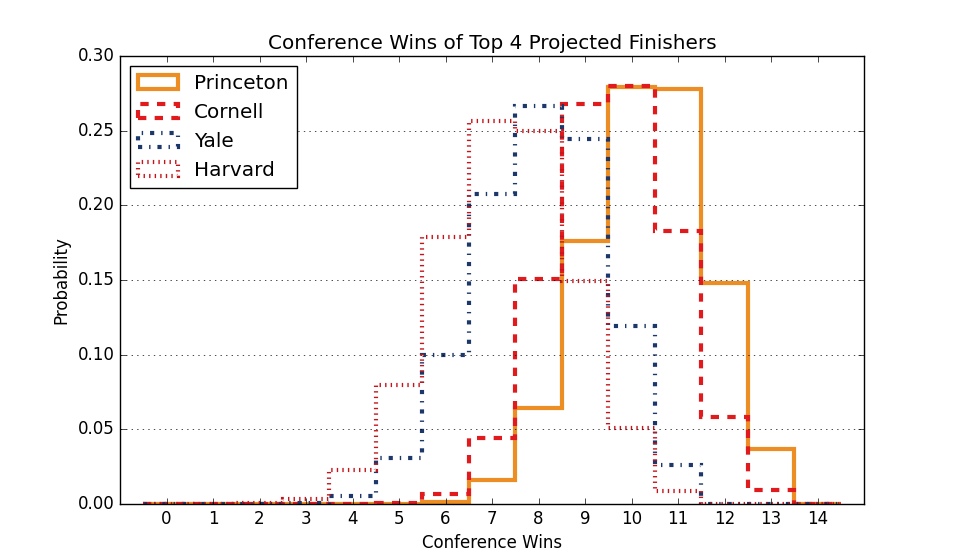 Conference Wins of Top 4 Projected Finishers
0.30
0.25
0.20
0.15
0.10
0.05
0.00
Probability
Princeton
Cornell
Yale
Harvard
0 1 2 3 4 5 6 7 8 9 10 11 12 13 14
Conference Wins